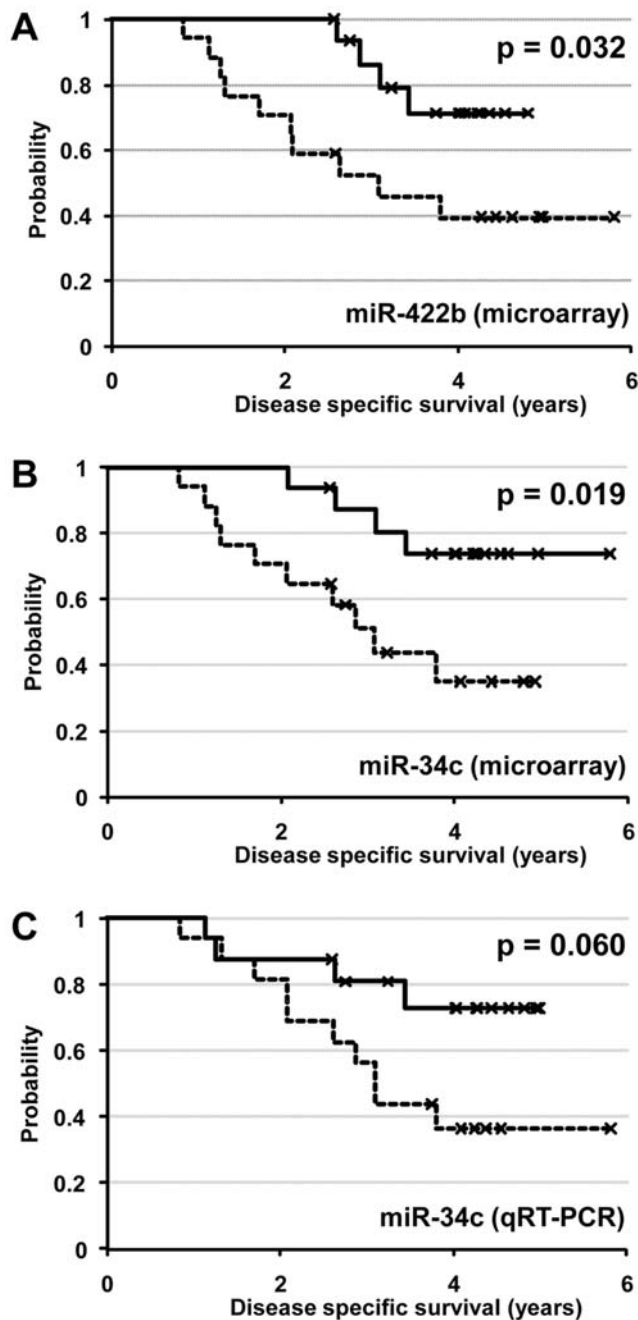 A
p = 0.032
1
0.8
0.6
0.4
0.2
0
Probability
miR-422b (microarray)
0 2 4 6
Disease specific survival (years)
B
p = 0.019
1
0.8
0.6
0.4
0.2
0
Probability
miR-34c (microarray)
0 2 4 6
Disease specific survival (years)
C
p = 0.060
1
0.8
0.6
0.4
0.2
0
Probability
miR-34c (qRT-PCR)
0 2 4 6
Disease specific survival (years)